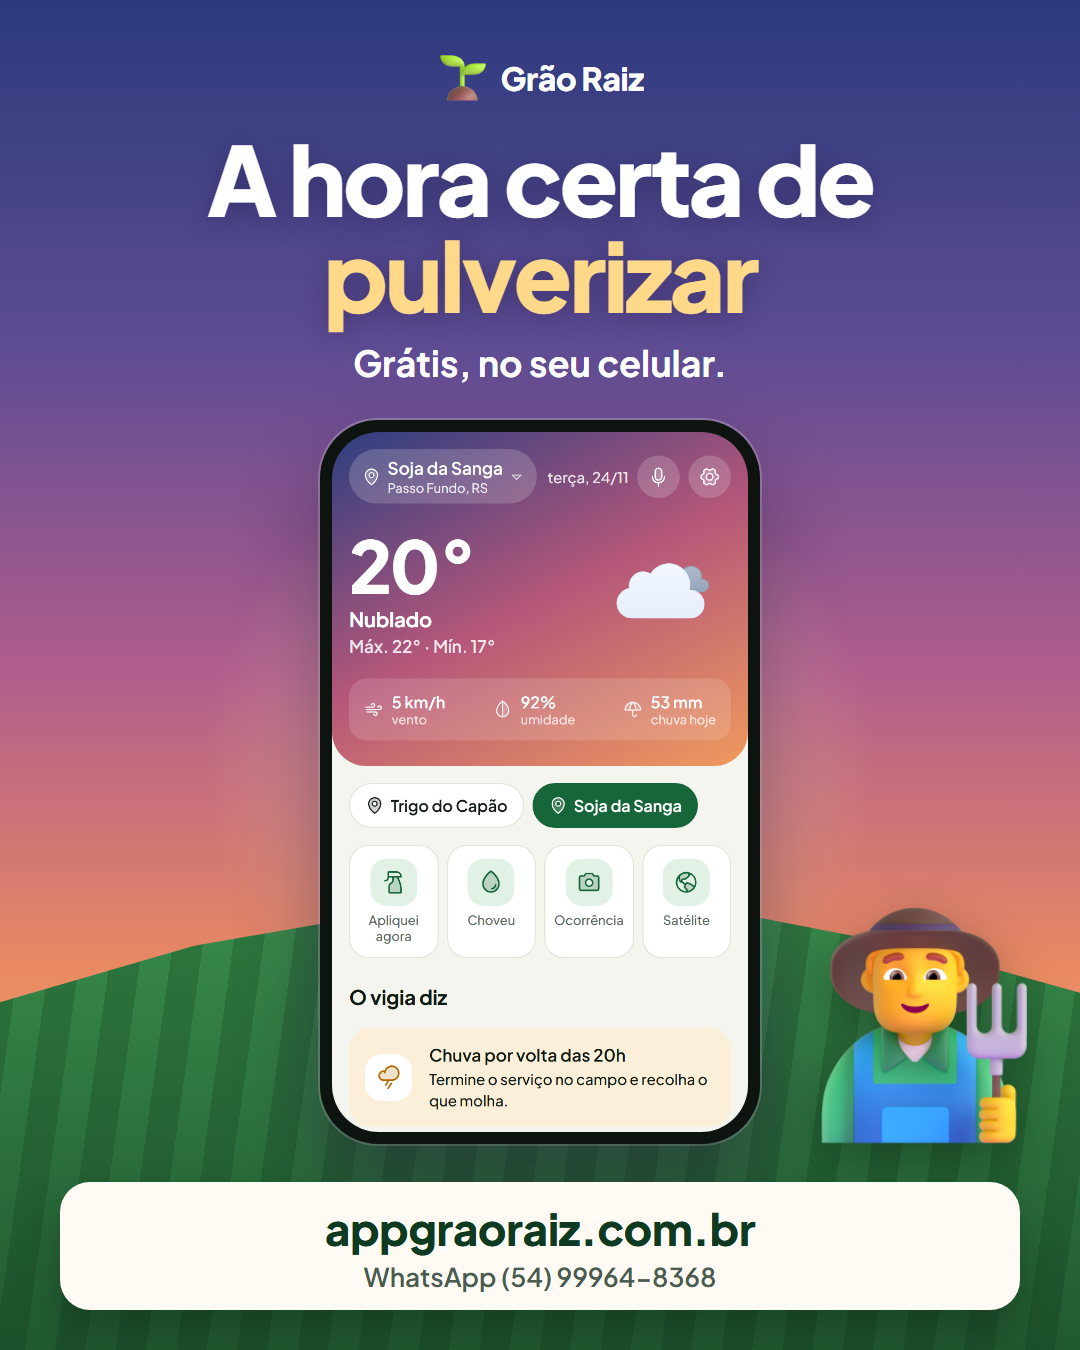 Grão Raiz
A hora certa de
pulverizar
Grátis, no seu celular.
Soja da Sanga
Passo Fundo, RS
terça, 24/11
20°
Nublado
Máx. 22° · Mín. 17°
5 km/h
vento
92%
umidade
53 mm
chuva hoje
Trigo do Capão
Soja da Sanga
Apliquei
agora
Choveu
Ocorrência
Satélite
O vigia diz
Chuva por volta das 20h
Termine o serviço no campo e recolha o
que molha.
appgraoraiz.com.br
WhatsApp (54) 99964-8368